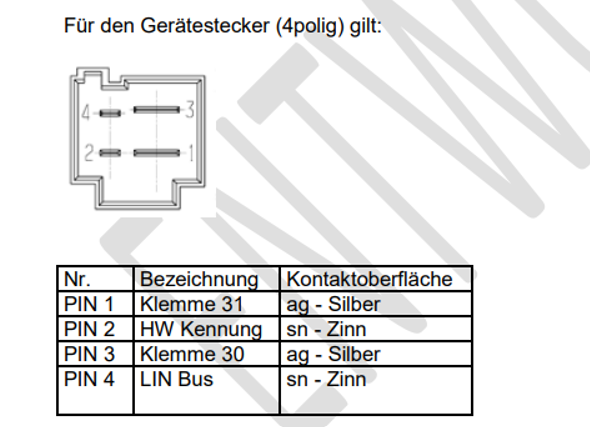 Für den Gerätestecker (4polig) gilt:
4 3
2 1
Nr. Bezeichnung Kontaktoberfläche
PIN 1 Klemme 31 ag - Silber
PIN 2 HW Kennung sn - Zinn
PIN 3 Klemme 30 ag - Silber
PIN 4 LIN Bus sn - Zinn
ENTW